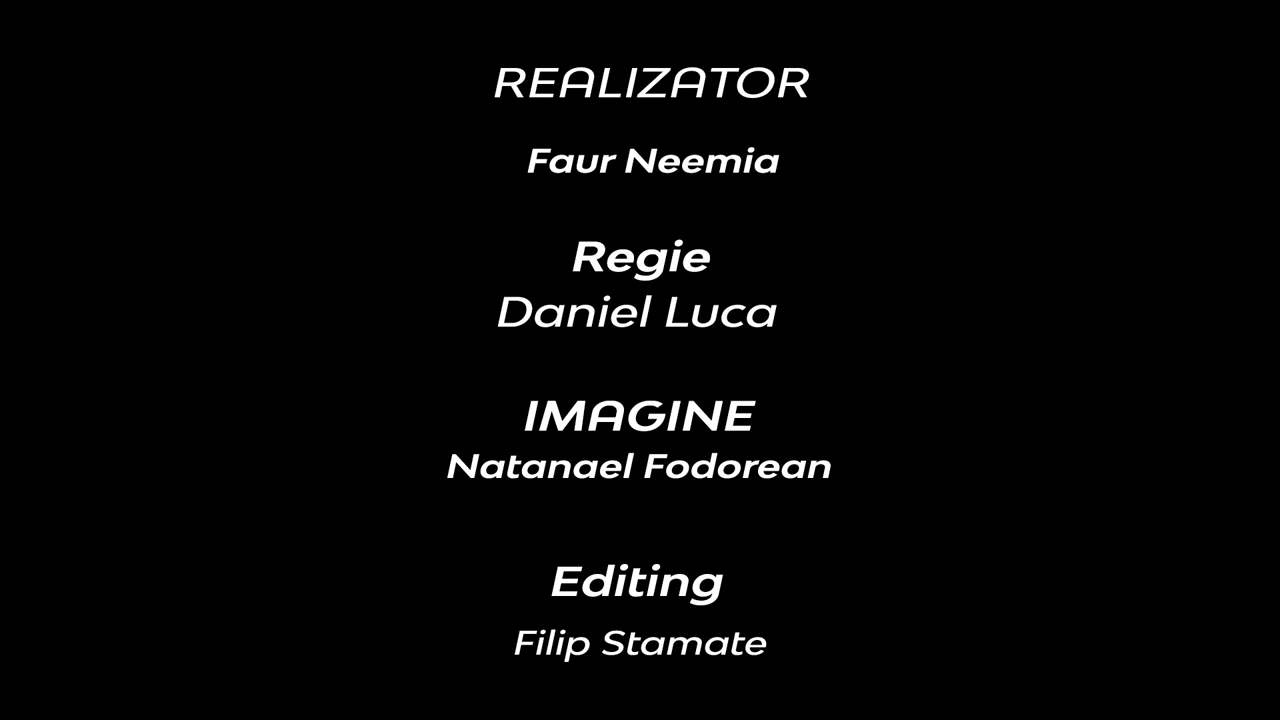 REALIZATOR
Faur Neemia
Regie
Daniel Luca
IMAGINE
Natanael Fodorean
Editing
Filip Stamate